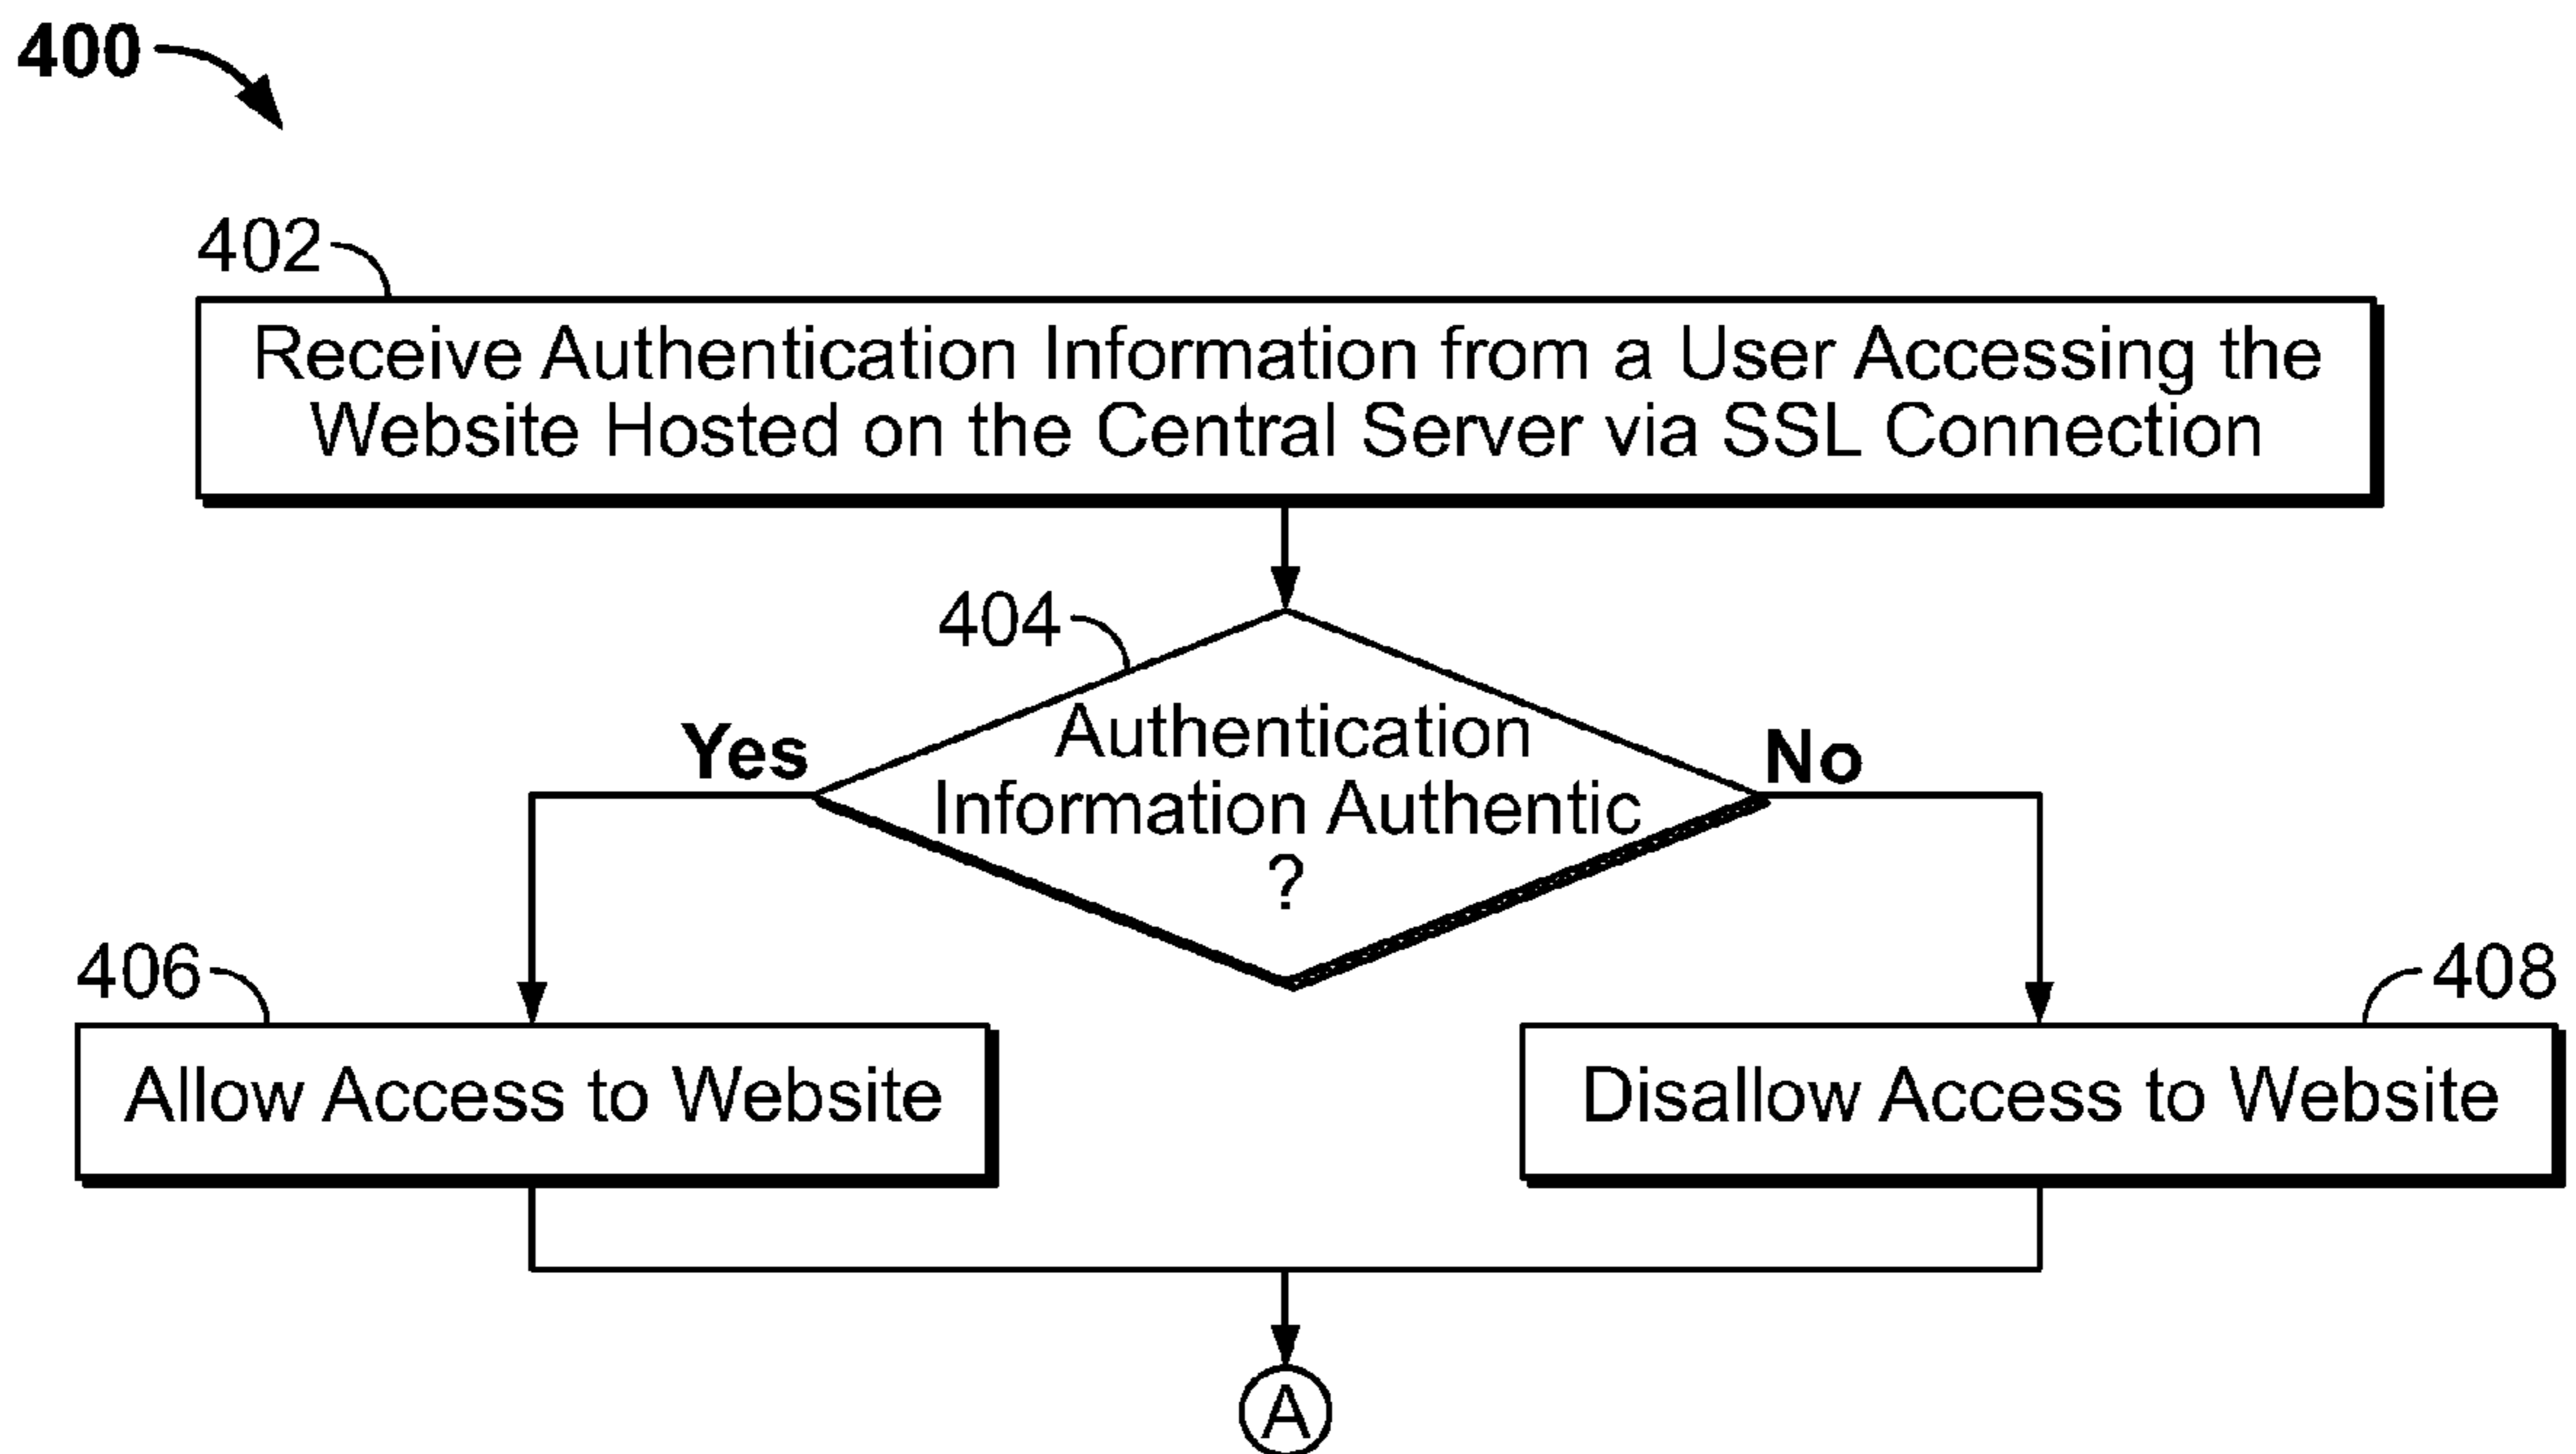 400
402
Receive Authentication Information from a User Accessing the
Website Hosted on the Central Server via SSL Connection
404
Authentication
Information Authentic
?
Yes
No
406
Allow Access to Website
408
Disallow Access to Website
A